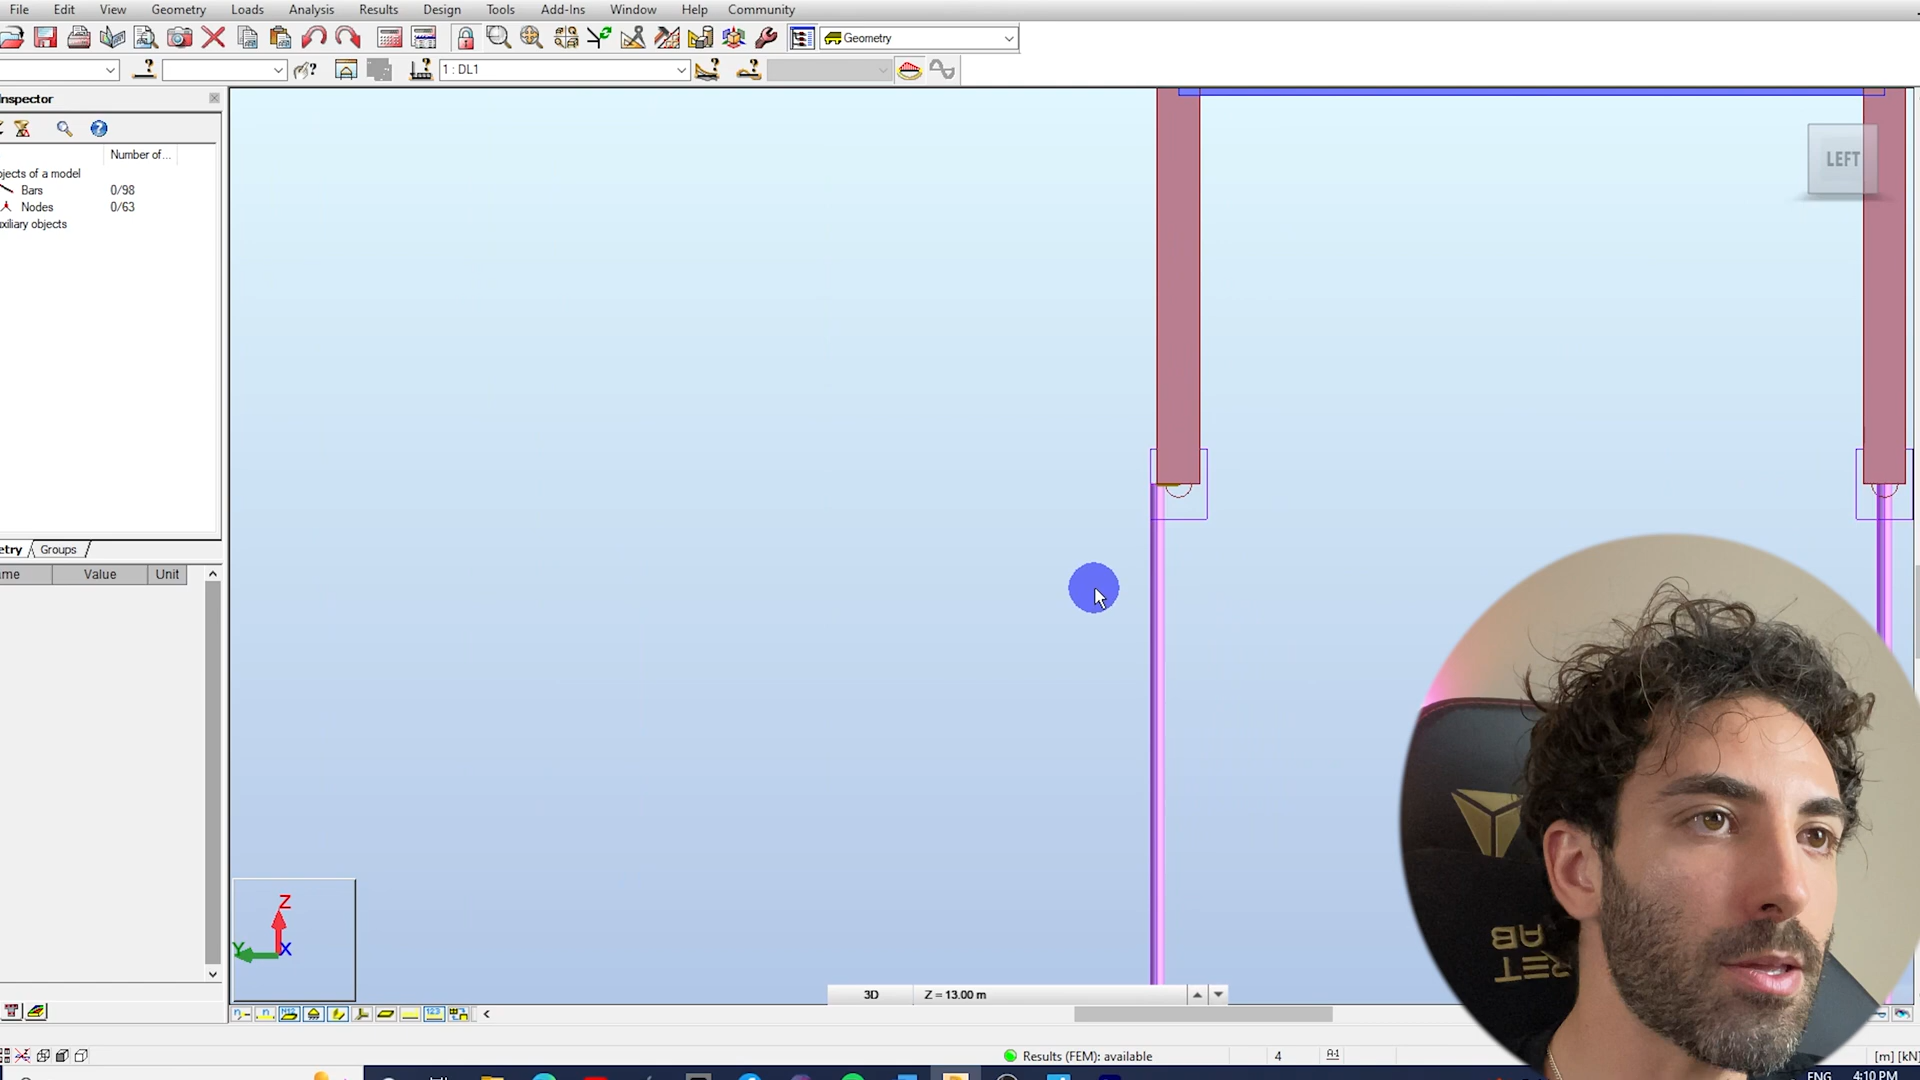 File Edit View Geometry Loads Analysis Results Design Tools Add-Ins Window Help Community
Geometry
1 : DL1
nspector
Number of...
jects of a model
Bars 0/98
Nodes 0/63
uxiliary objects
etry Groups
me Value Unit
LEFT
Z
Y
X
3D Z = 13.00 m
Results (FEM): available 4
[m] [kN]
ENG 4:10 PM